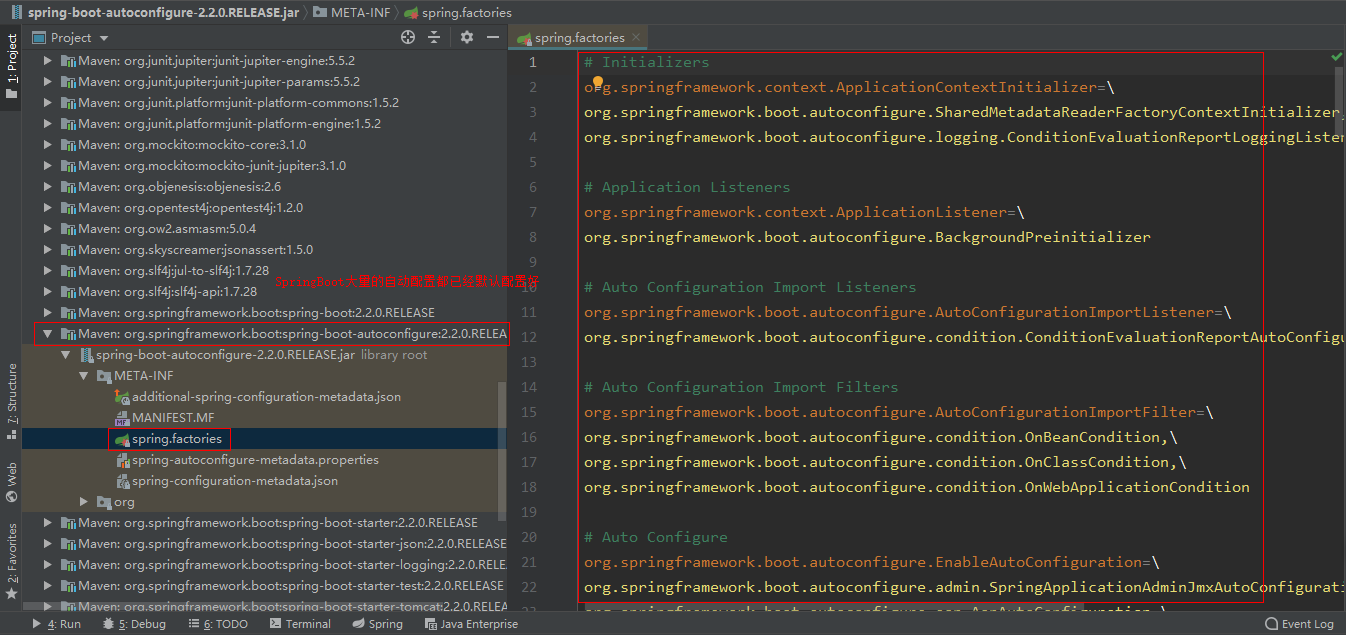 spring-boot-autoconfigure-2.2.0.RELEASE.jar META-INF spring.factories
Project
spring.factories
1: Project
7: Structure
Web
2: Favorites
Maven: org.junit.jupiter:junit-jupiter-engine:5.5.2
Maven: org.junit.jupiter:junit-jupiter-params:5.5.2
Maven: org.junit.platform:junit-platform-commons:1.5.2
Maven: org.junit.platform:junit-platform-engine:1.5.2
Maven: org.mockito:mockito-core:3.1.0
Maven: org.mockito:mockito-junit-jupiter:3.1.0
Maven: org.objenesis:objenesis:2.6
Maven: org.opentest4j:opentest4j:1.2.0
Maven: org.ow2.asm:asm:5.0.4
Maven: org.skyscreamer:jsonassert:1.5.0
Maven: org.slf4j:jul-to-slf4j:1.7.28
SpringBoot大量的自动配置都已经默认配置好
Maven: org.slf4j:slf4j-api:1.7.28
Maven: org.springframework.boot:spring-boot:2.2.0.RELEASE
Maven: org.springframework.boot:spring-boot-autoconfigure:2.2.0.RELEA
spring-boot-autoconfigure-2.2.0.RELEASE.jar library root
META-INF
additional-spring-configuration-metadata.json
MANIFEST.MF
spring.factories
spring-autoconfigure-metadata.properties
spring-configuration-metadata.json
org
Maven: org.springframework.boot:spring-boot-starter:2.2.0.RELEASE
Maven: org.springframework.boot:spring-boot-starter-json:2.2.0.RELEASE
Maven: org.springframework.boot:spring-boot-starter-logging:2.2.0.RELE
Maven: org.springframework.boot:spring-boot-starter-test:2.2.0.RELEASE
Maven: org.springframework.boot:spring-boot-starter-tomcat:2.2.0.RELEA
1 # Initializers
2 org.springframework.context.ApplicationContextInitializer=\
3 org.springframework.boot.autoconfigure.SharedMetadataReaderFactoryContextInitializer,
4 org.springframework.boot.autoconfigure.logging.ConditionEvaluationReportLoggingListen
5
6 # Application Listeners
7 org.springframework.context.ApplicationListener=\
8 org.springframework.boot.autoconfigure.BackgroundPreinitializer
9
10 # Auto Configuration Import Listeners
11 org.springframework.boot.autoconfigure.AutoConfigurationImportListener=\
12 org.springframework.boot.autoconfigure.condition.ConditionEvaluationReportAutoConfigu
13
14 # Auto Configuration Import Filters
15 org.springframework.boot.autoconfigure.AutoConfigurationImportFilter=\
16 org.springframework.boot.autoconfigure.condition.OnBeanCondition,\
17 org.springframework.boot.autoconfigure.condition.OnClassCondition,\
18 org.springframework.boot.autoconfigure.condition.OnWebApplicationCondition
19
20 # Auto Configure
21 org.springframework.boot.autoconfigure.EnableAutoConfiguration=\
22 org.springframework.boot.autoconfigure.admin.SpringApplicationAdminJmxAutoConfigurati
23 org.springframework.boot.autoconfigure.aop.AopAutoConfiguration,\
4: Run 5: Debug 6: TODO Terminal Spring Java Enterprise Event Log